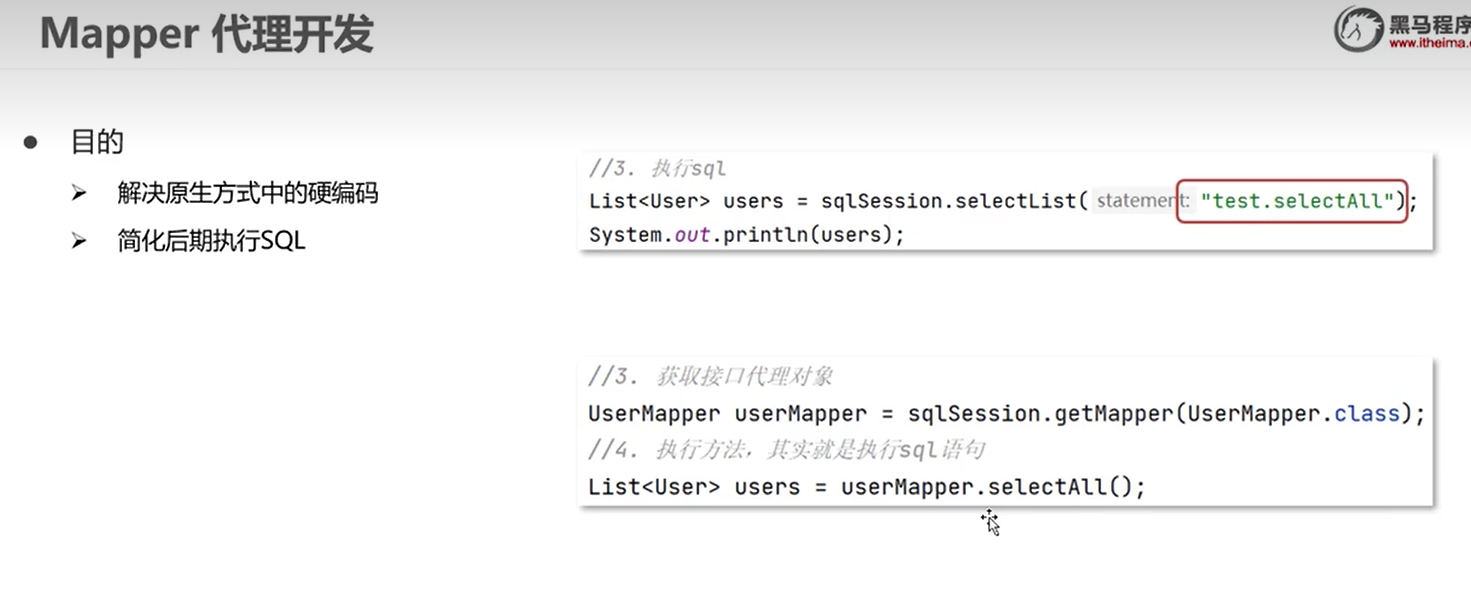 Mapper 代理开发
黑马程序
www.itheima.
目的
解决原生方式中的硬编码
简化后期执行SQL
//3. 执行sql
List<User> users = sqlSession.selectList( statement: "test.selectAll");
System.out.println(users);
//3. 获取接口代理对象
UserMapper userMapper = sqlSession.getMapper(UserMapper.class);
//4. 执行方法，其实就是执行sql语句
List<User> users = userMapper.selectAll();